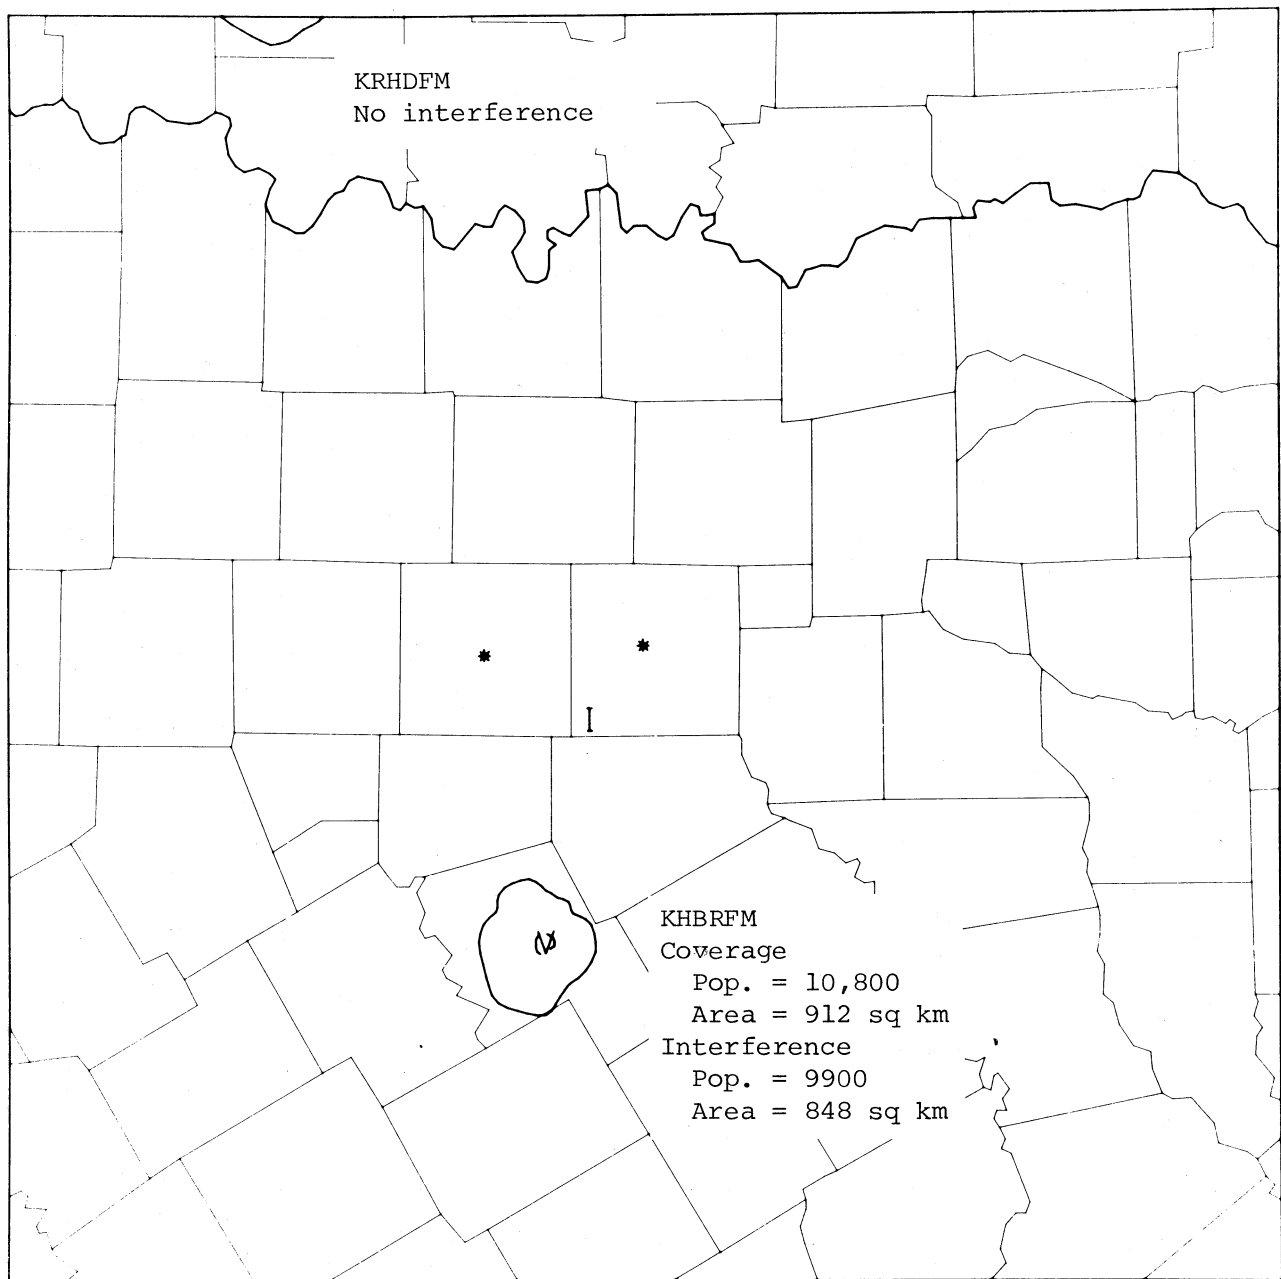 KRHDFM
No interference
I
N
KHBRFM
Coverage
Pop. = 10,800
Area = 912 sq km
Interference
Pop. = 9900
Area = 848 sq km